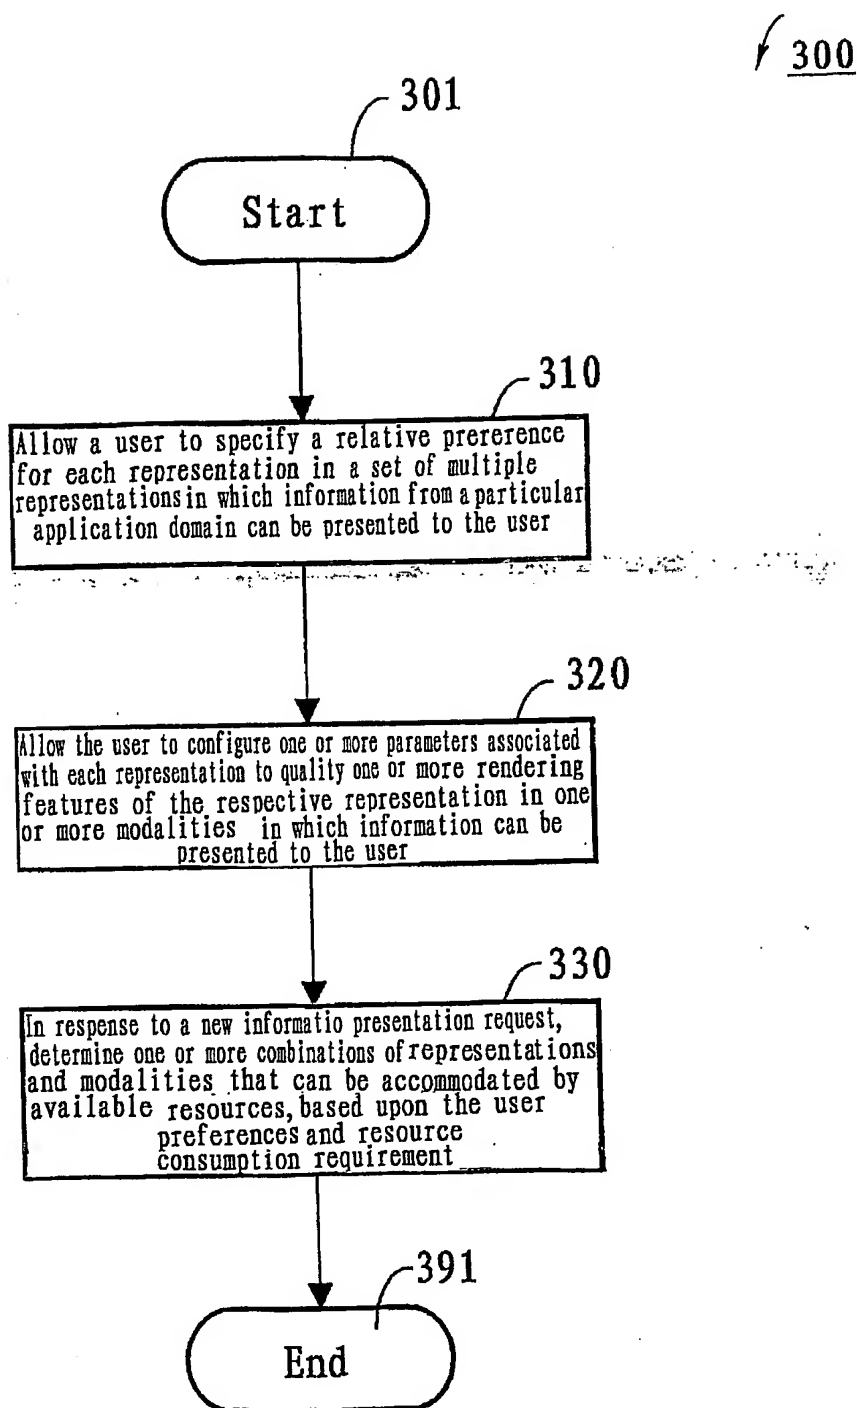 300
301
Start
310
Allow a user to specify a relative prererence
for each representation in a set of multiple
representations in which information from a particular
application domain can be presented to the user
320
Allow the user to configure one or more parameters associated
with each representation to quality one or more rendering
features of the respective representation in one
or more modalities in which information can be
presented to the user
330
In respense to a new informatio presentation request,
determine one or more combinations of representations
and modalities that can be accommodated by
available resources, based upon the user
preferences and resource
consumption requirement
391
End